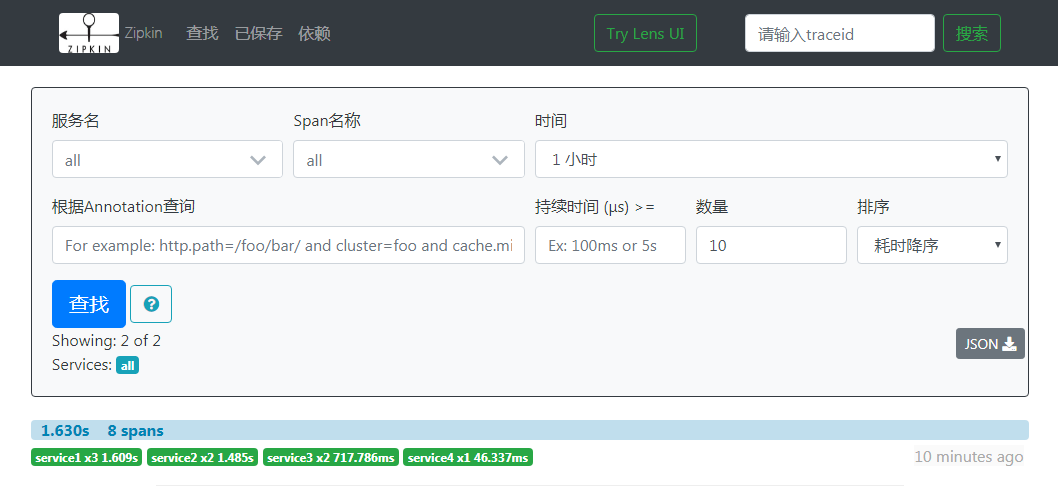 ZIPKIN Zipkin 查找 已保存 依赖 Try Lens UI 请输入traceid 搜索
服务名 Span名称 时间
all all 1 小时
根据Annotation查询 持续时间 (μs) >= 数量 排序
For example: http.path=/foo/bar/ and cluster=foo and cache.mi Ex: 100ms or 5s 10 耗时降序
查找
Showing: 2 of 2
JSON
Services: all
1.630s 8 spans
service1 x3 1.609s service2 x2 1.485s service3 x2 717.786ms service4 x1 46.337ms 10 minutes ago